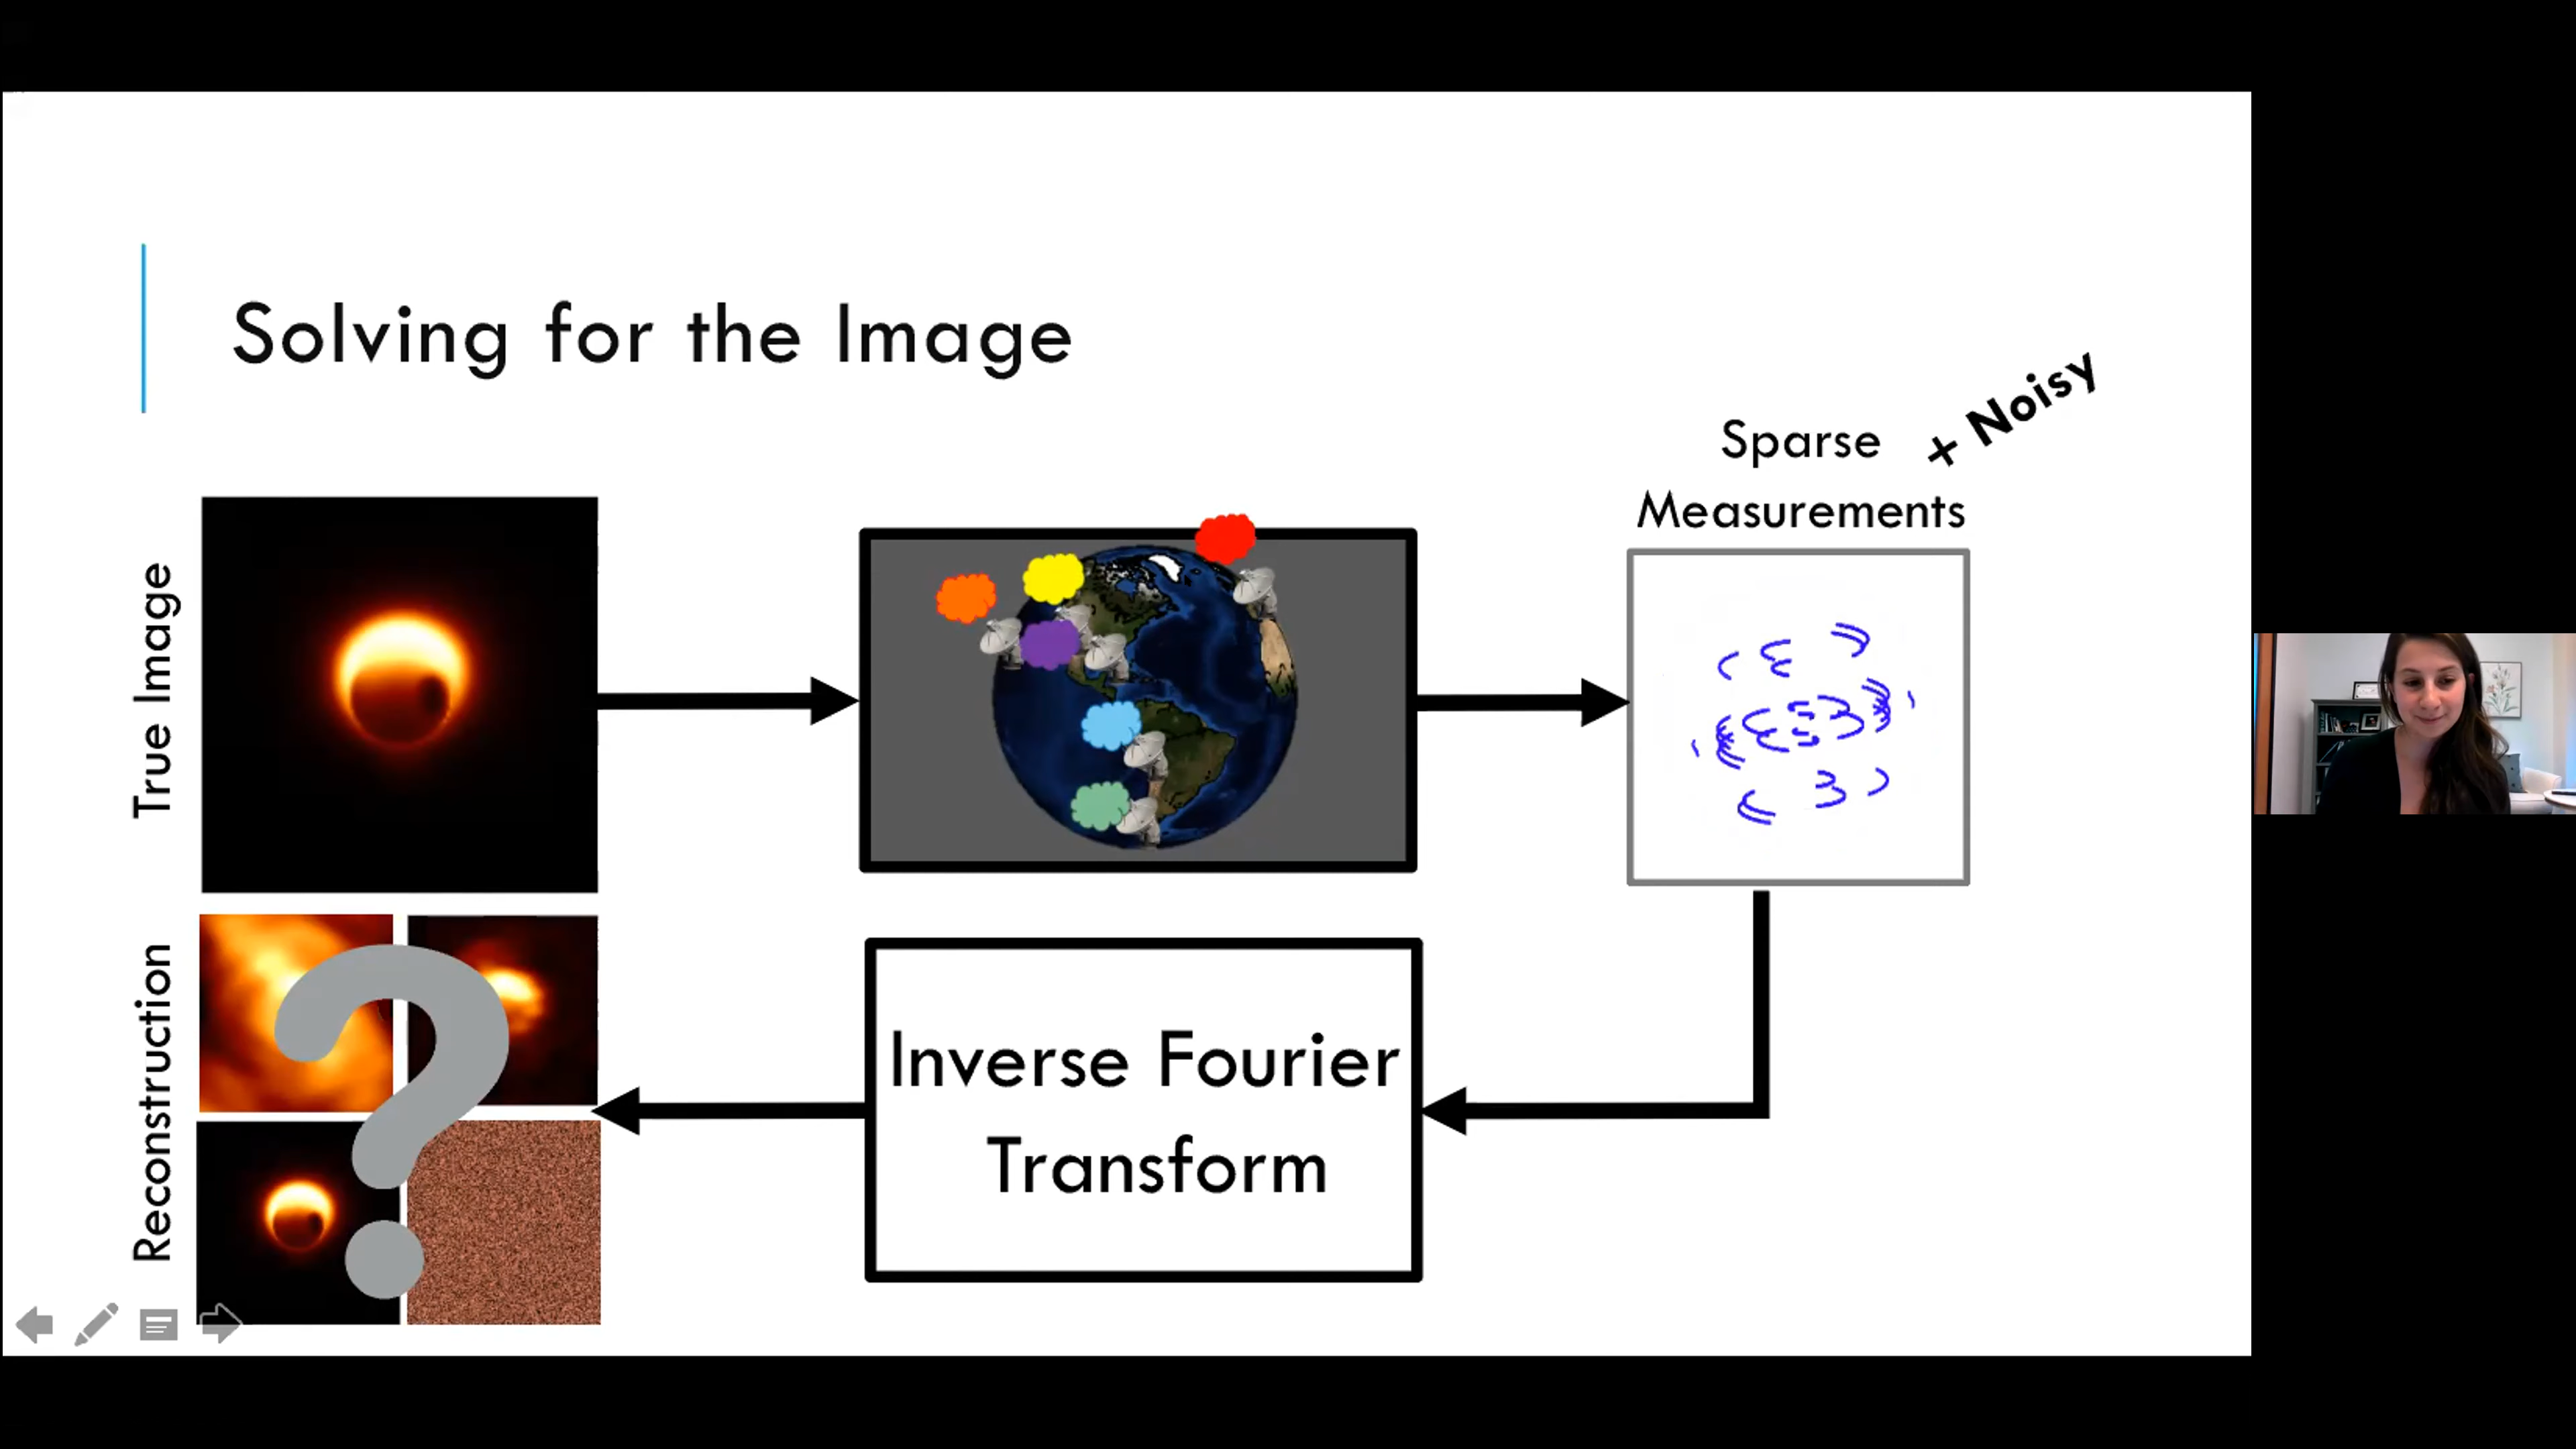 Solving for the Image
Sparse
+ Noisy
Measurements
True Image
Reconstruction
Inverse Fourier
Transform